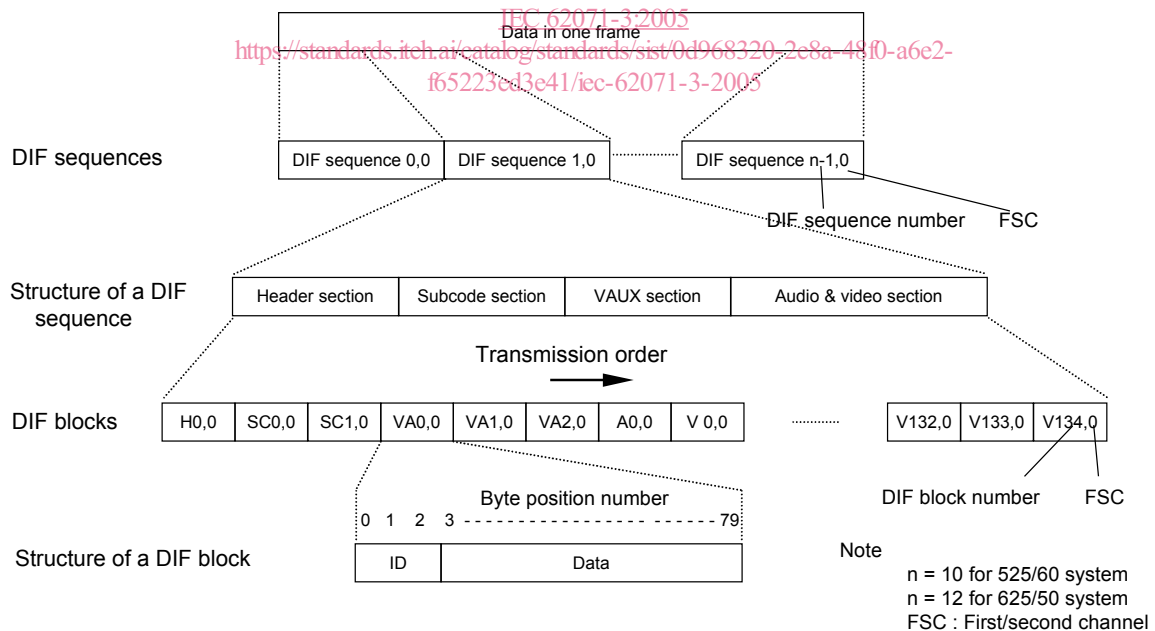 IEC 62071-3:2005
Data in one frame
https://standards.iteh.ai/catalog/standards/sist/0d968320-2e8a-48f0-a6e2-
f65223ed3e41/iec-62071-3-2005
DIF sequences
DIF sequence 0,0
DIF sequence 1,0
DIF sequence n-1,0
DIF sequence number
FSC
Structure of a DIF
sequence
Header section
Subcode section
VAUX section
Audio & video section
Transmission order
DIF blocks
H0,0
SC0,0
SC1,0
VA0,0
VA1,0
VA2,0
A0,0
V 0,0
V132,0
V133,0
V134,0
DIF block number
FSC
Byte position number
0 1 2 3 - - - - - - - - - - - - - - - - - - - - - - - - - - 79
Structure of a DIF block
ID
Data
Note
n = 10 for 525/60 system
n = 12 for 625/50 system
FSC : First/second channel